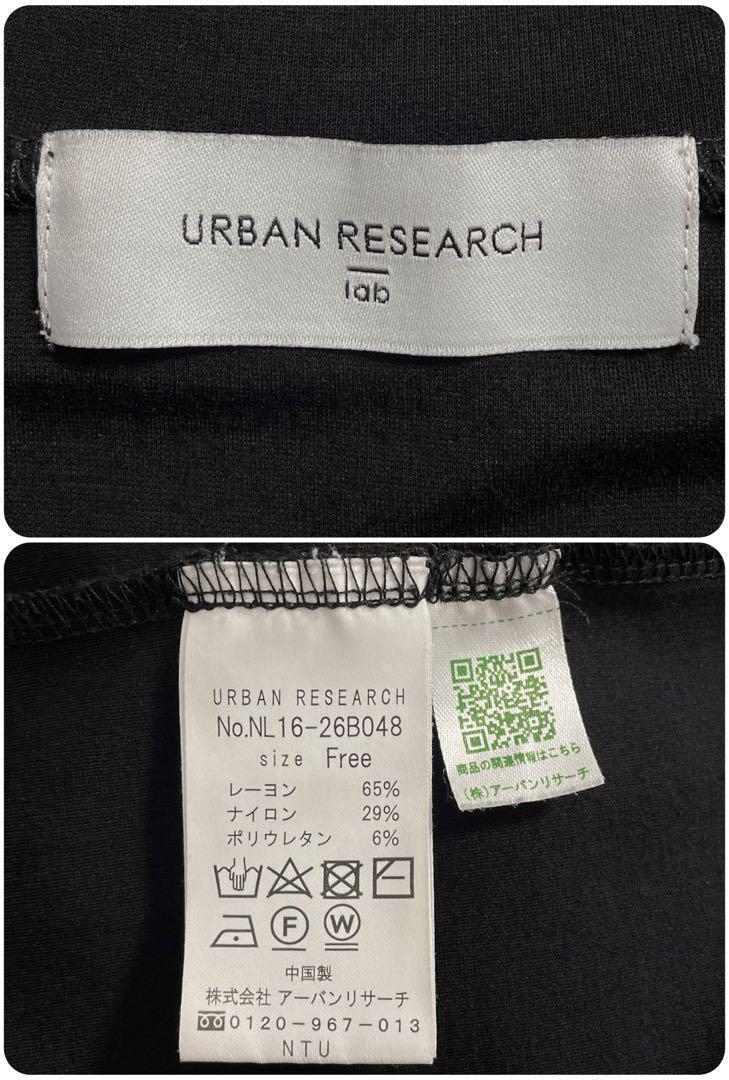 URBAN RESEARCH
lab
URBAN RESEARCH
No.NL16-26B048
size Free
レーヨン 65%
ナイロン 29%
ポリウレタン 6%
F W
中国製
株式会社 アーバンリサーチ
0120-967-013
NTU
商品の関連情報はこちら
(株)アーバンリサーチ